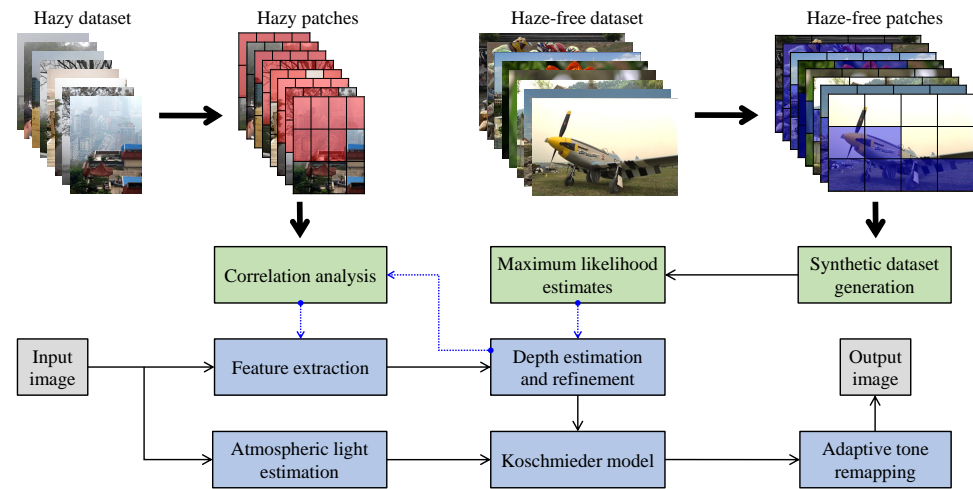 Hazy dataset
Hazy patches
Haze-free dataset
Haze-free patches
Correlation analysis
Maximum likelihood
estimates
Synthetic dataset
generation
Input
image
Feature extraction
Depth estimation
and refinement
Output
image
Atmospheric light
estimation
Koschmieder model
Adaptive tone
remapping